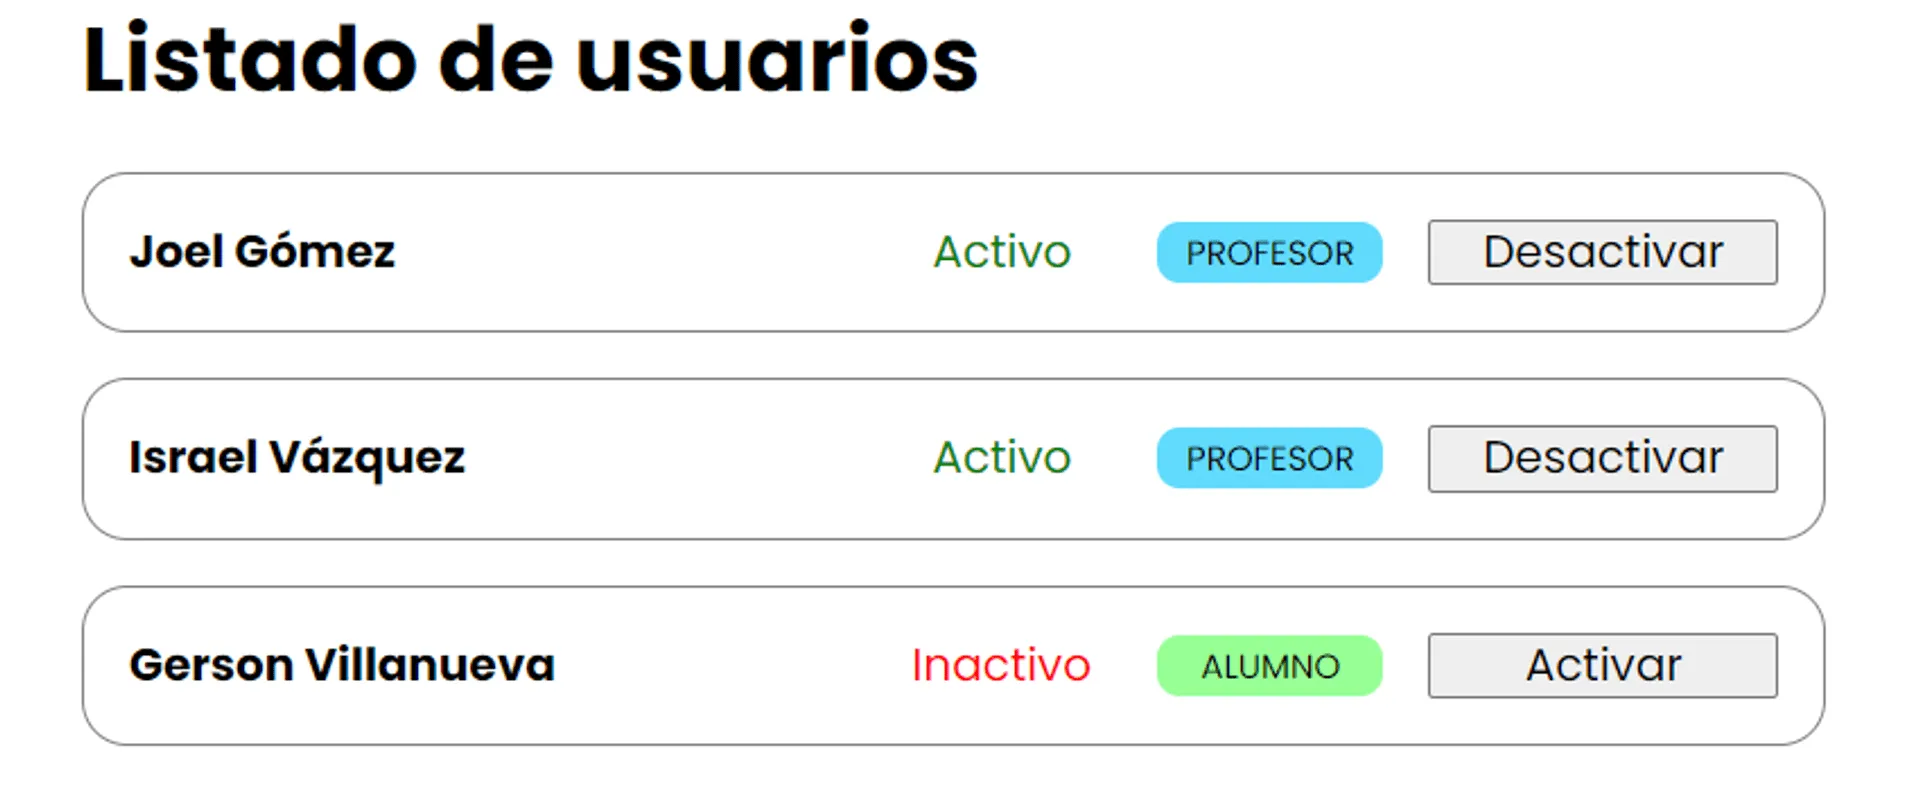 Listado de usuarios
Joel Gómez Activo PROFESOR Desactivar
Israel Vázquez Activo PROFESOR Desactivar
Gerson Villanueva Inactivo ALUMNO Activar